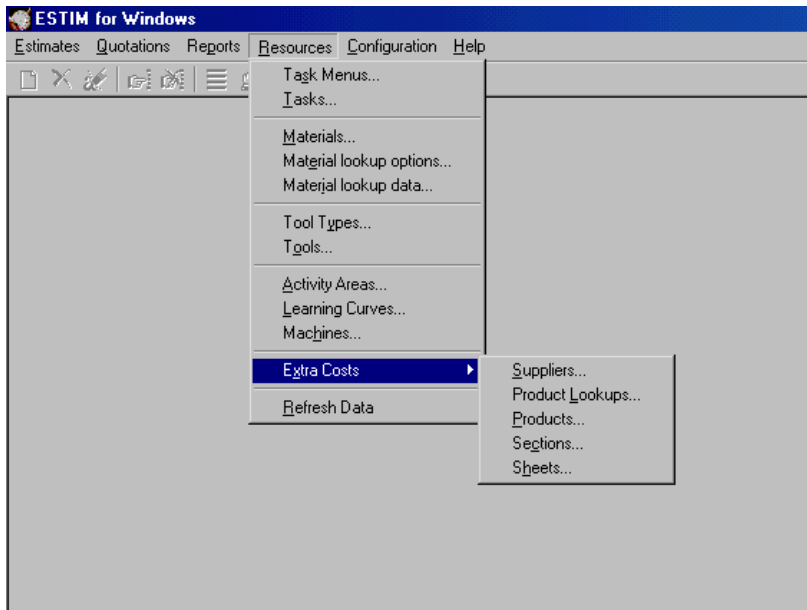 ESTIM for Windows
Estimates Quotations Reports Resources Configuration Help
Task Menus...
Tasks...
Materials...
Material lookup options...
Material lookup data...
Tool Types...
Tools...
Activity Areas...
Learning Curves...
Machines...
Extra Costs
Refresh Data
Suppliers...
Product Lookups...
Products...
Sections...
Sheets...